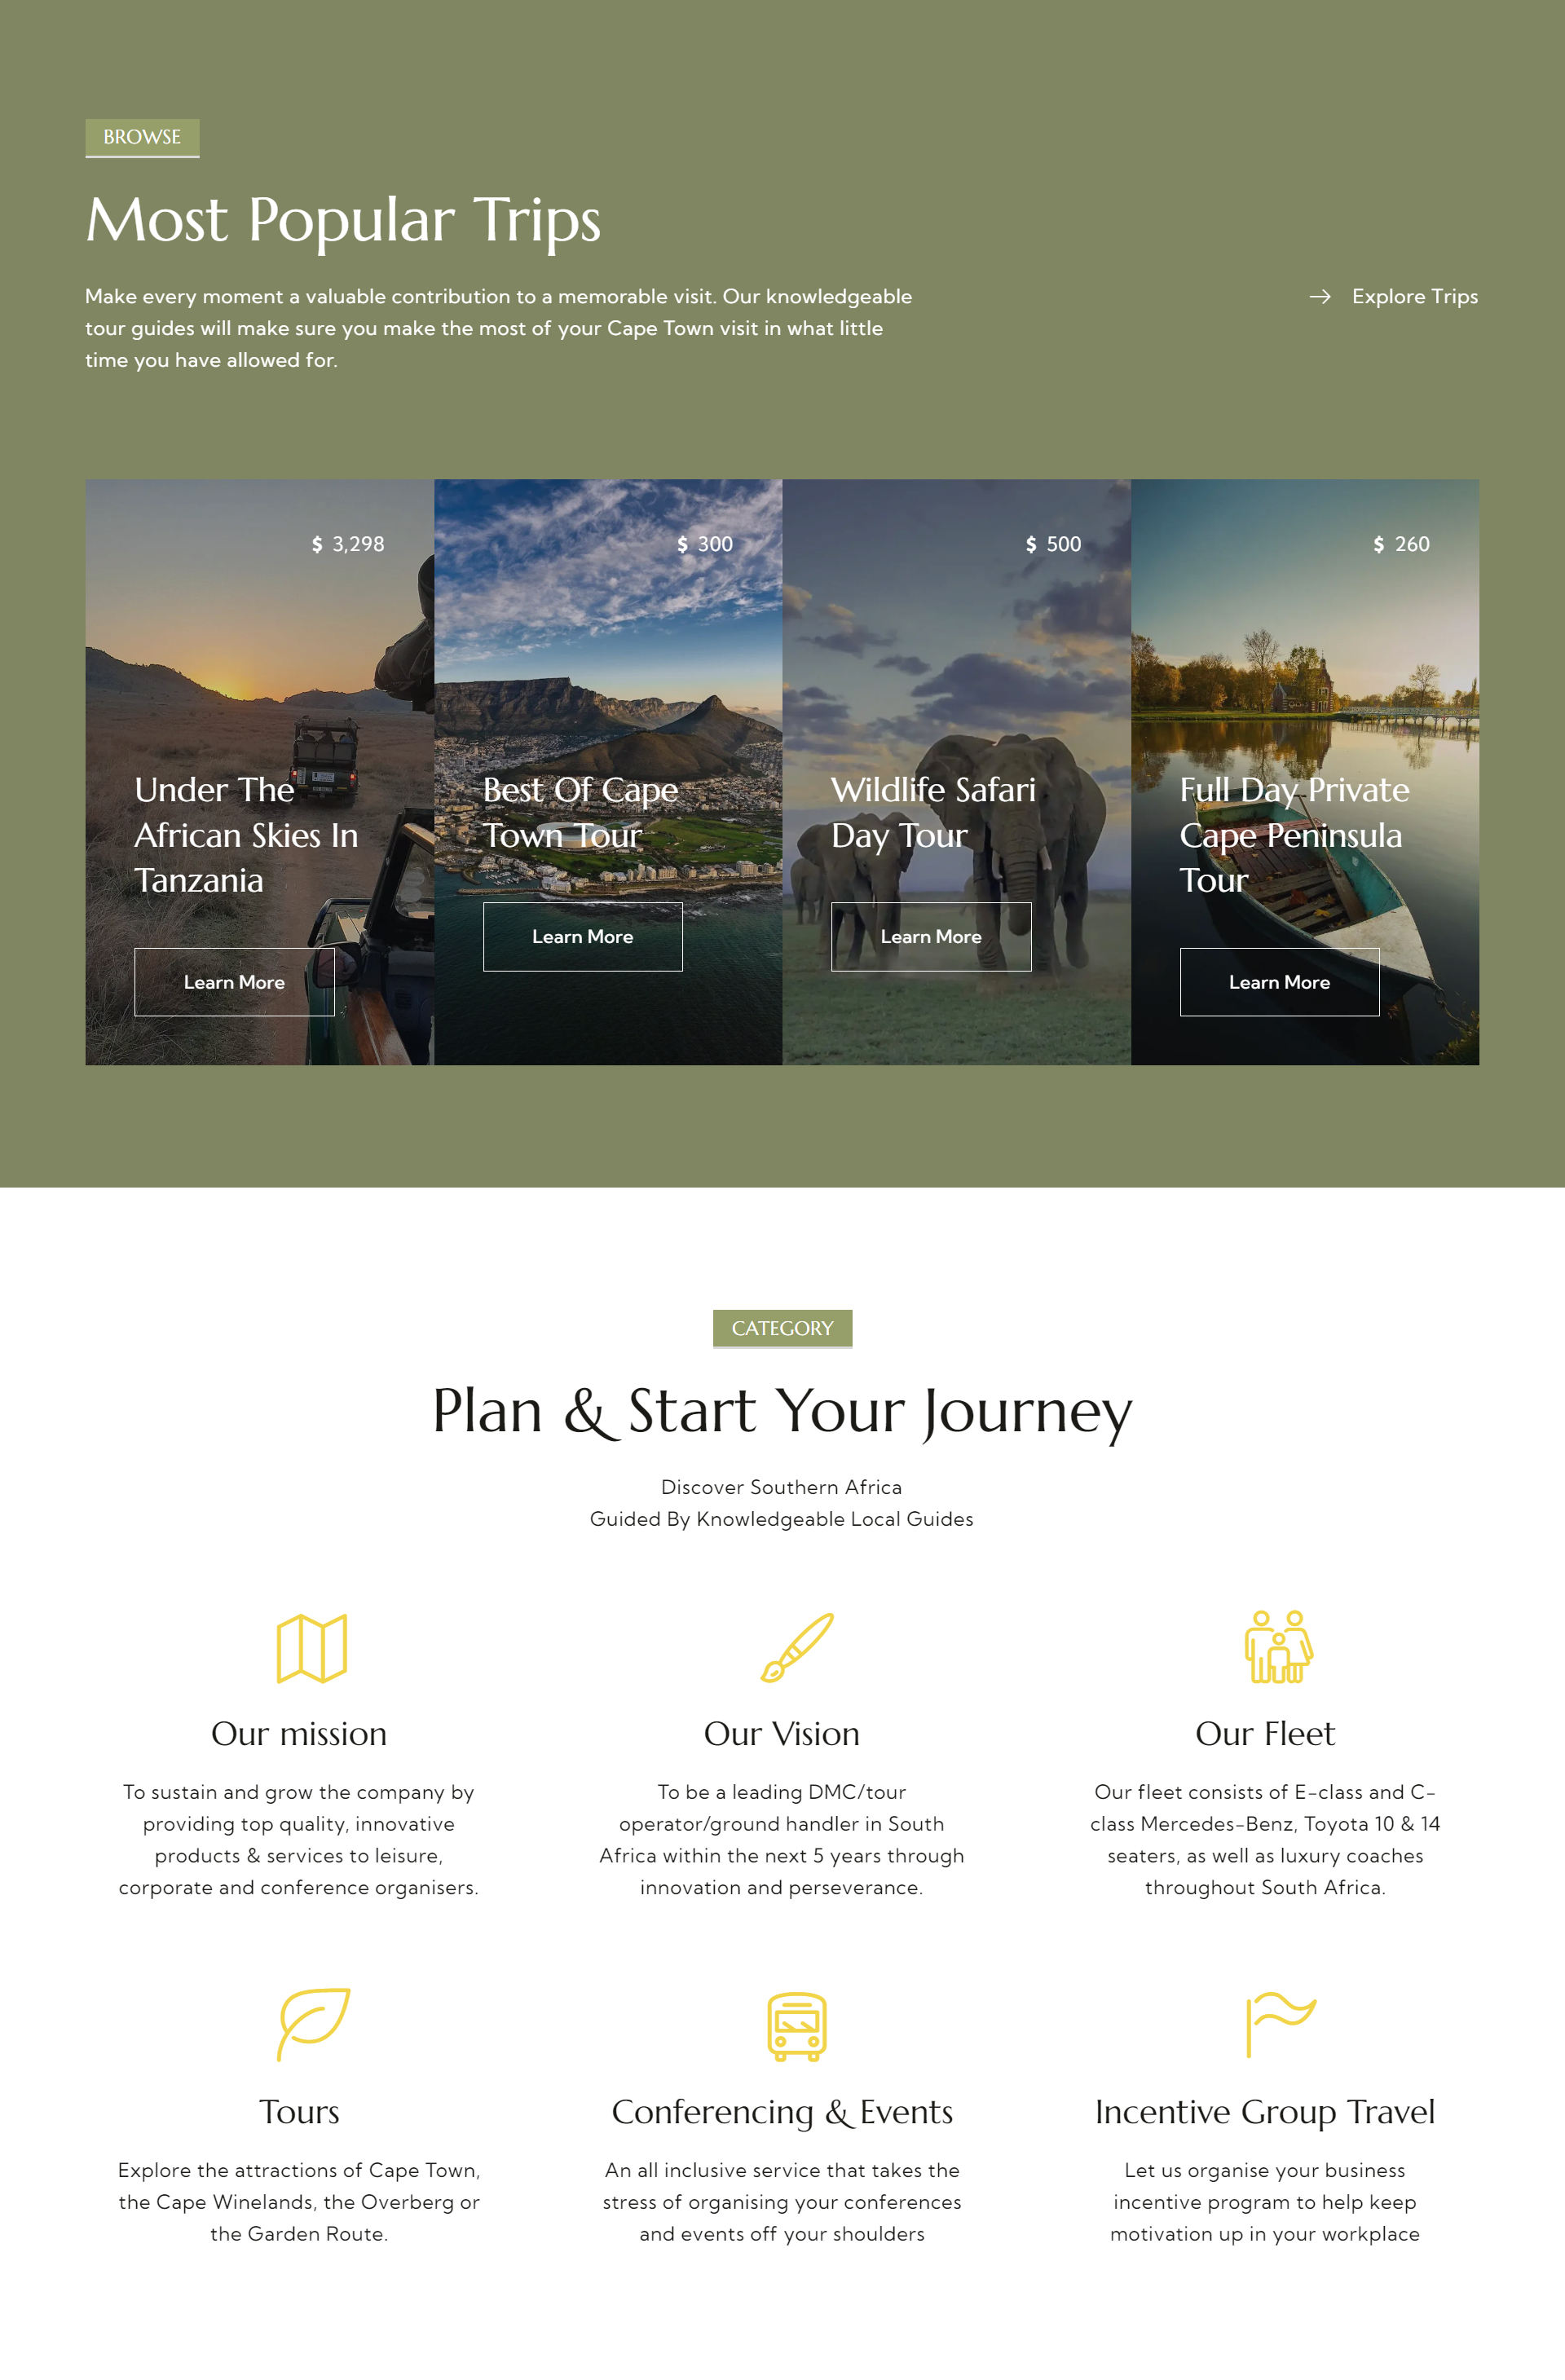 BROWSE
Most Popular Trips
Make every moment a valuable contribution to a memorable visit. Our knowledgeable
tour guides will make sure you make the most of your Cape Town visit in what little
time you have allowed for.
→ Explore Trips
$ 3,298
Under The
African Skies In
Tanzania
Learn More
$ 300
Best Of Cape
Town Tour
Learn More
$ 500
Wildlife Safari
Day Tour
Learn More
$ 260
Full Day Private
Cape Peninsula
Tour
Learn More
CATEGORY
Plan & Start Your Journey
Discover Southern Africa
Guided By Knowledgeable Local Guides
Our mission
To sustain and grow the company by
providing top quality, innovative
products & services to leisure,
corporate and conference organisers.
Our Vision
To be a leading DMC/tour
operator/ground handler in South
Africa within the next 5 years through
innovation and perseverance.
Our Fleet
Our fleet consists of E-class and C-
class Mercedes-Benz, Toyota 10 & 14
seaters, as well as luxury coaches
throughout South Africa.
Tours
Explore the attractions of Cape Town,
the Cape Winelands, the Overberg or
the Garden Route.
Conferencing & Events
An all inclusive service that takes the
stress of organising your conferences
and events off your shoulders
Incentive Group Travel
Let us organise your business
incentive program to help keep
motivation up in your workplace